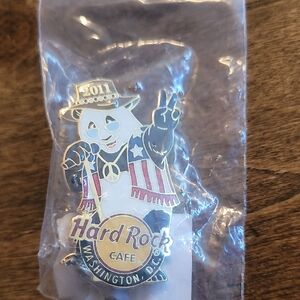 2011
Hard Rock
CAFE
WASHINGTON, D.C.